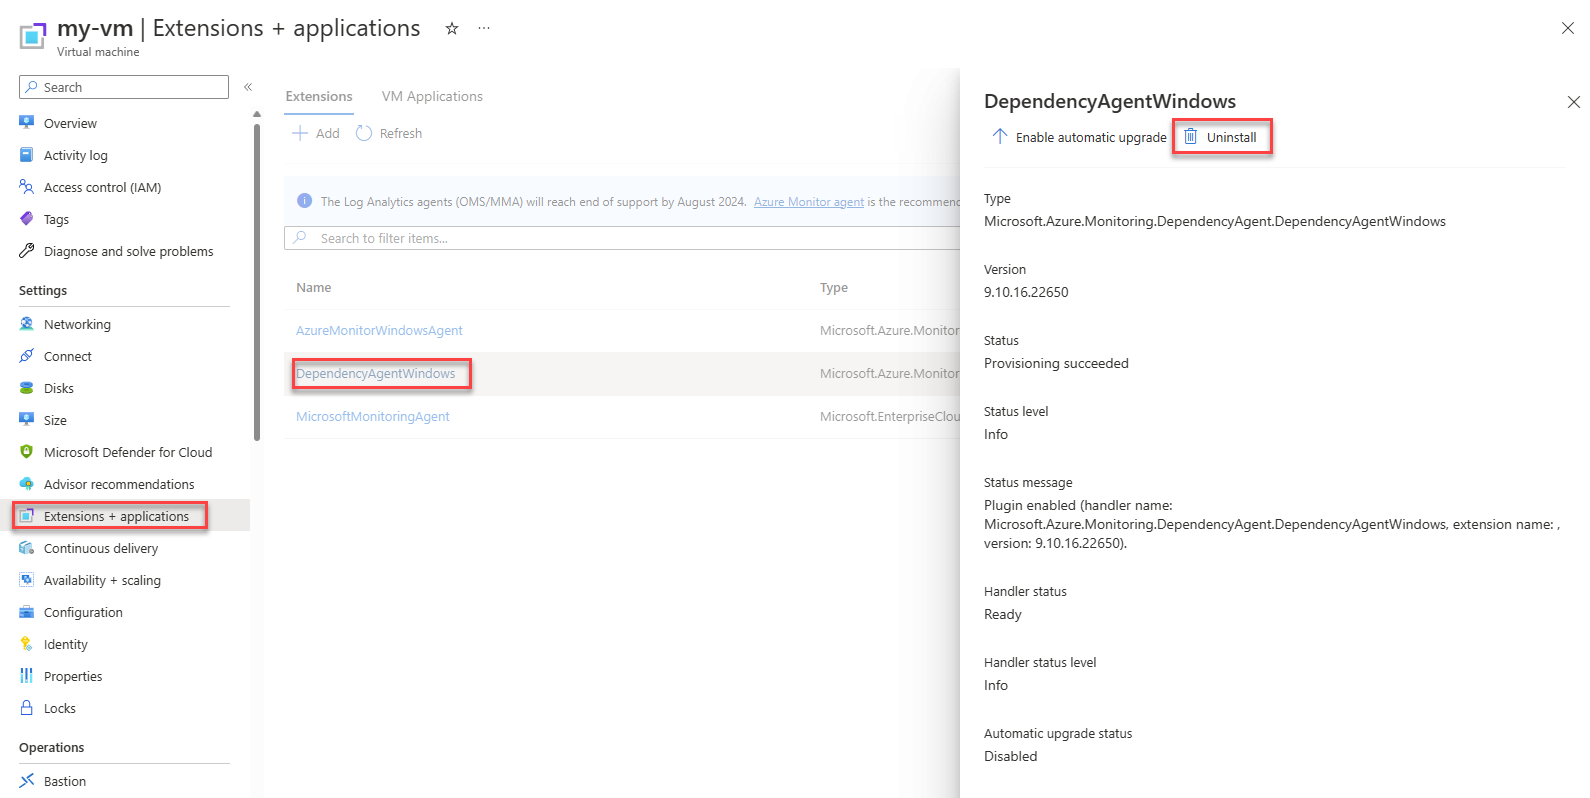 my-vm | Extensions + applications
Virtual machine
Search
Overview
Activity log
Access control (IAM)
Tags
Diagnose and solve problems
Settings
Networking
Connect
Disks
Size
Microsoft Defender for Cloud
Advisor recommendations
Extensions + applications
Continuous delivery
Availability + scaling
Configuration
Identity
Properties
Locks
Operations
Bastion
Extensions VM Applications
Add Refresh
The Log Analytics agents (OMS/MMA) will reach end of support by August 2024. Azure Monitor agent is the recommend
Search to filter items...
Name Type
AzureMonitorWindowsAgent Microsoft.Azure.Monitor
DependencyAgentWindows Microsoft.Azure.Monitor
MicrosoftMonitoringAgent Microsoft.EnterpriseClou
DependencyAgentWindows
Enable automatic upgrade Uninstall
Type
Microsoft.Azure.Monitoring.DependencyAgent.DependencyAgentWindows
Version
9.10.16.22650
Status
Provisioning succeeded
Status level
Info
Status message
Plugin enabled (handler name:
Microsoft.Azure.Monitoring.DependencyAgent.DependencyAgentWindows, extension name: ,
version: 9.10.16.22650).
Handler status
Ready
Handler status level
Info
Automatic upgrade status
Disabled